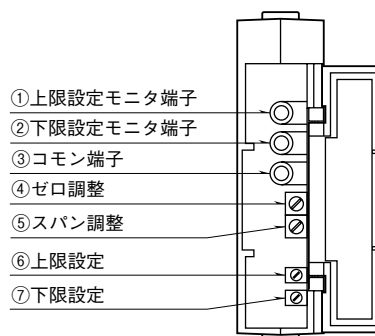 ①上限設定モニタ端子
②下限設定モニタ端子
③コモン端子
④ゼロ調整
⑤スパン調整
⑥上限設定
⑦下限設定